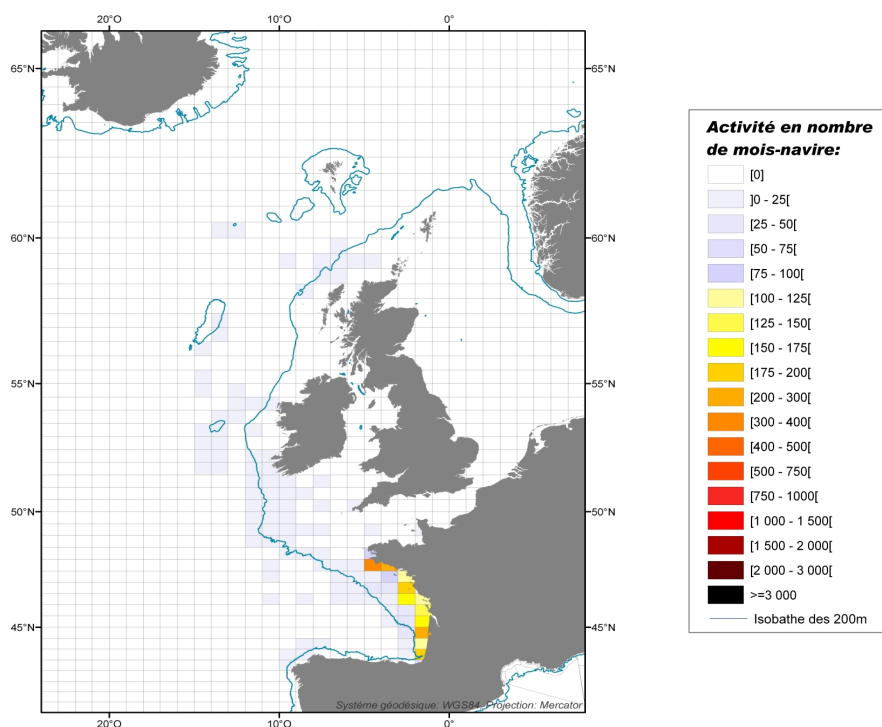 20°O 10°O 0°
65°N 65°N
60°N 60°N
55°N 55°N
50°N 50°N
45°N 45°N
Système géodésique: WGS84. Projection: Mercator
20°O 10°O 0°
Activité en nombre
de mois-navire:
[0]
]0 - 25[
[25 - 50[
[50 - 75[
[75 - 100[
[100 - 125[
[125 - 150[
[150 - 175[
[175 - 200[
[200 - 300[
[300 - 400[
[400 - 500[
[500 - 750[
[750 - 1000[
[1 000 - 1 500[
[1 500 - 2 000[
[2 000 - 3 000[
>=3 000
Isobathe des 200m